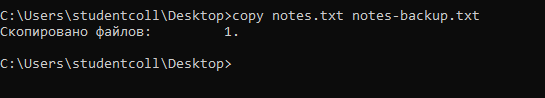 C:\Users\studentcoll\Desktop>copy notes.txt notes-backup.txt
Скопировано файлов:         1.
C:\Users\studentcoll\Desktop>